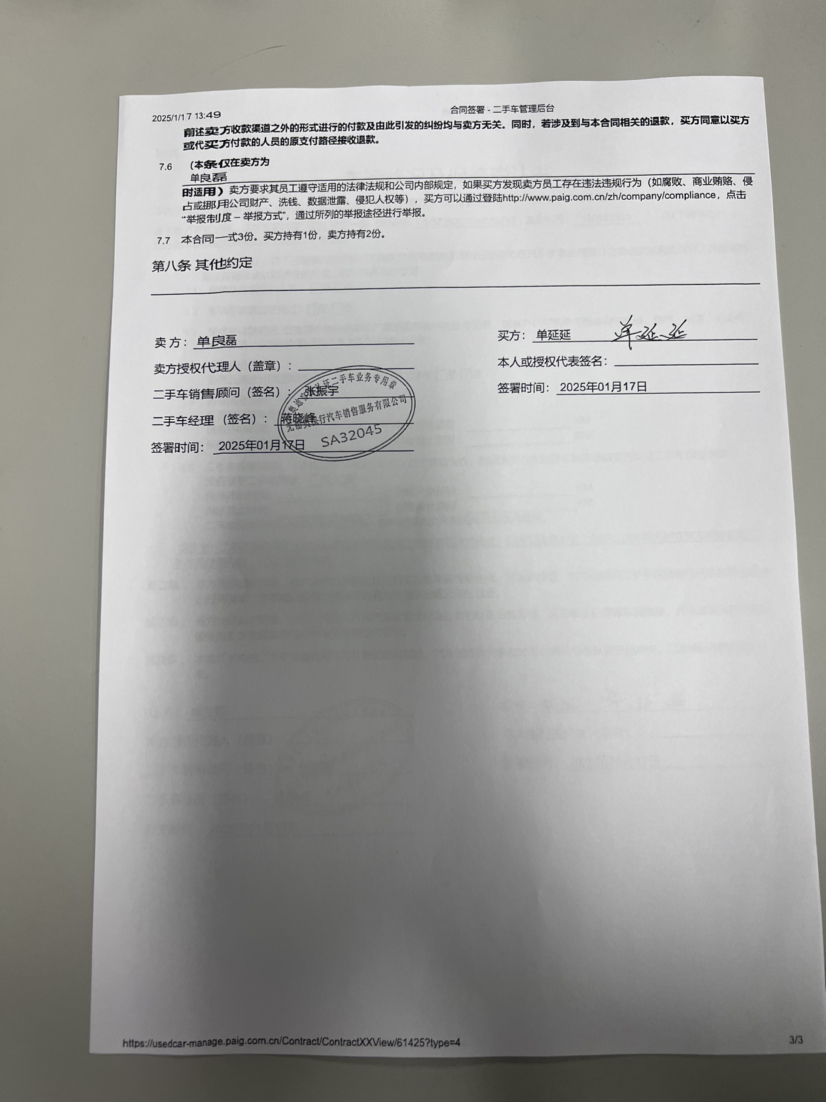 2025/1/17 13:49
合同签署 - 二手车管理后台
前述卖方收款渠道之外的形式进行的付款及由此引发的纠纷均与卖方无关。同时，若涉及到与本合同相关的退款，买方同意以买方
或代买方付款的人员的原支付路径接收退款。
7.6 （本条仅在卖方为
单良磊
时适用）卖方要求其员工遵守适用的法律法规和公司内部规定，如果买方发现卖方员工存在违法违规行为（如腐败、商业贿赂、侵
占或挪用公司财产、洗钱、数据泄露、侵犯人权等），买方可以通过登陆http://www.paig.com.cn/zh/company/compliance，点击
“举报制度 – 举报方式”，通过所列的举报途径进行举报。
7.7 本合同一式3份。买方持有1份，卖方持有2份。
第八条 其他约定
卖方：单良磊
卖方授权代理人（盖章）：
二手车销售顾问（签名）：张振宇
二手车经理（签名）：蒋晓峰
签署时间：2025年01月17日
二手车业务专用章
行汽车销售服务有限公司
SA32045
买方：单延延 单延延
本人或授权代表签名：
签署时间：2025年01月17日
https://usedcar-manage.paig.com.cn/Contract/ContractXXView/61425?type=4
3/3